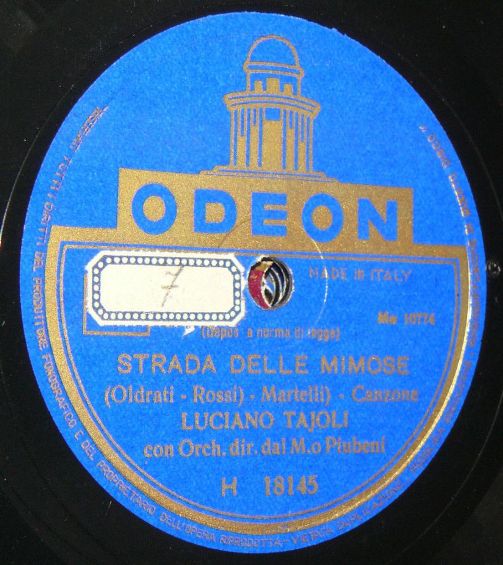 ODEON
MADE IN ITALY
7
Mo 10774
(Depos. a norma di legge)
STRADA DELLE MIMOSE
(Oldrati - Rossi) - Martelli) - Canzone
LUCIANO TAJOLI
con Orch. dir. dal M.o Piubeni
H 18145
TUTTI I DIRITTI DEL PRODUTTORE FONOGRAFICO E DEL PROPRIETARIO DELL'OPERA RIPRODOTTA - VIETATA